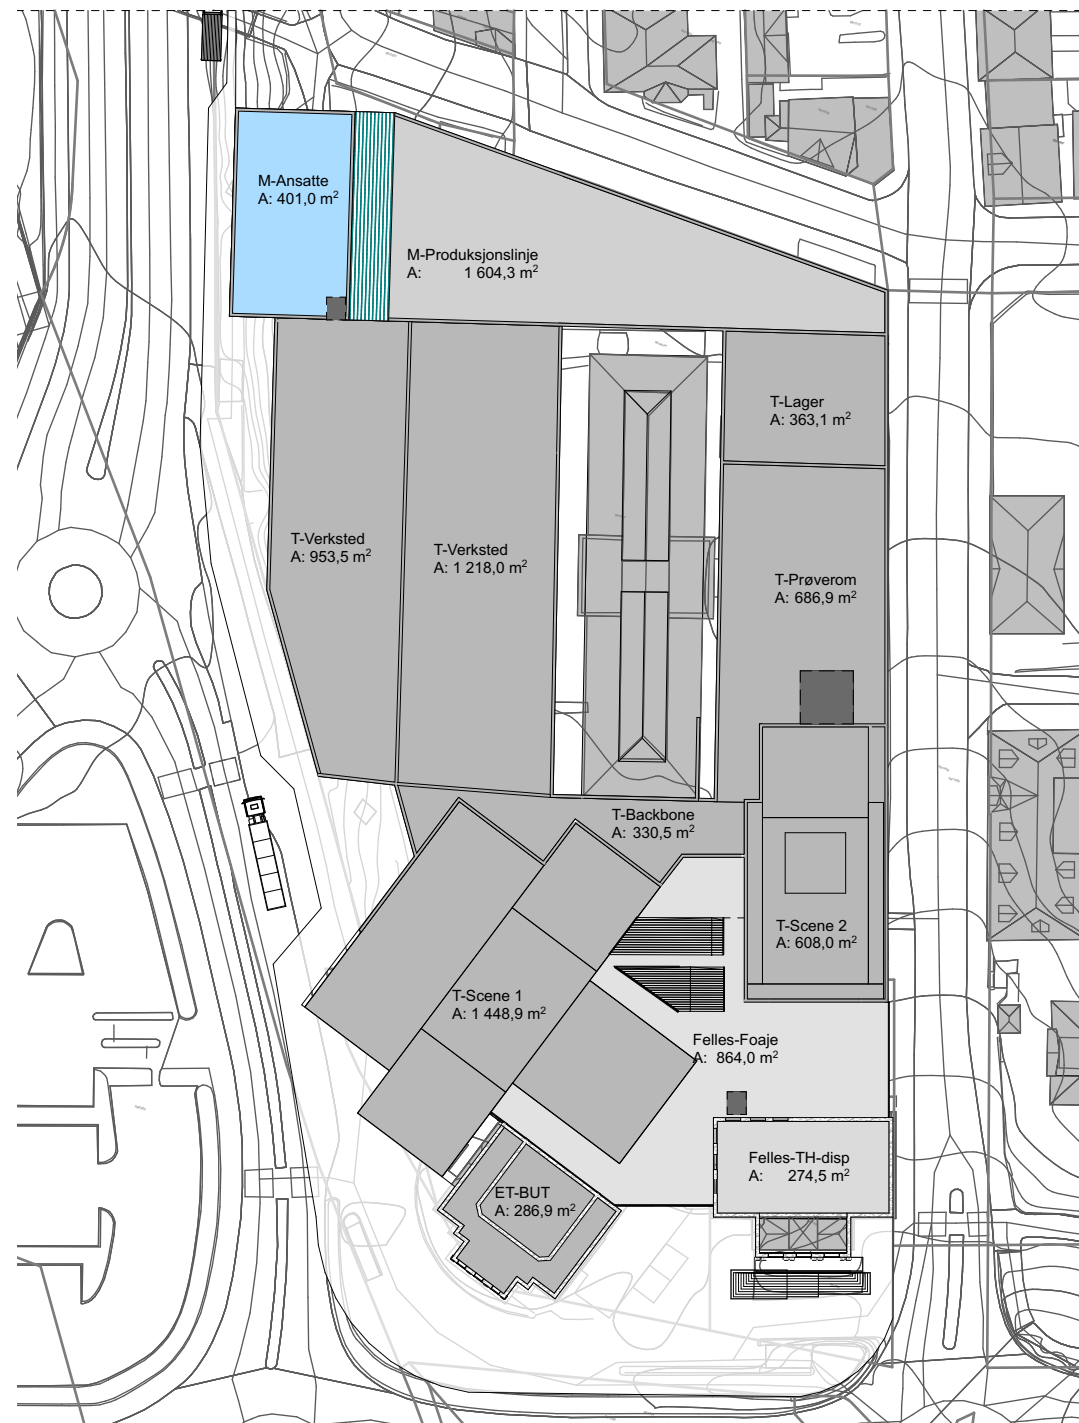 M-Ansatte
A: 401,0 m²
M-Produksjonslinje
A: 1 604,3 m²
T-Lager
A: 363,1 m²
T-Verksted
A: 953,5 m²
T-Verksted
A: 1 218,0 m²
T-Prøverom
A: 686,9 m²
T-Backbone
A: 330,5 m²
T-Scene 2
A: 608,0 m²
T-Scene 1
A: 1 448,9 m²
Felles-Foaje
A: 864,0 m²
Felles-TH-disp
A: 274,5 m²
ET-BUT
A: 286,9 m²